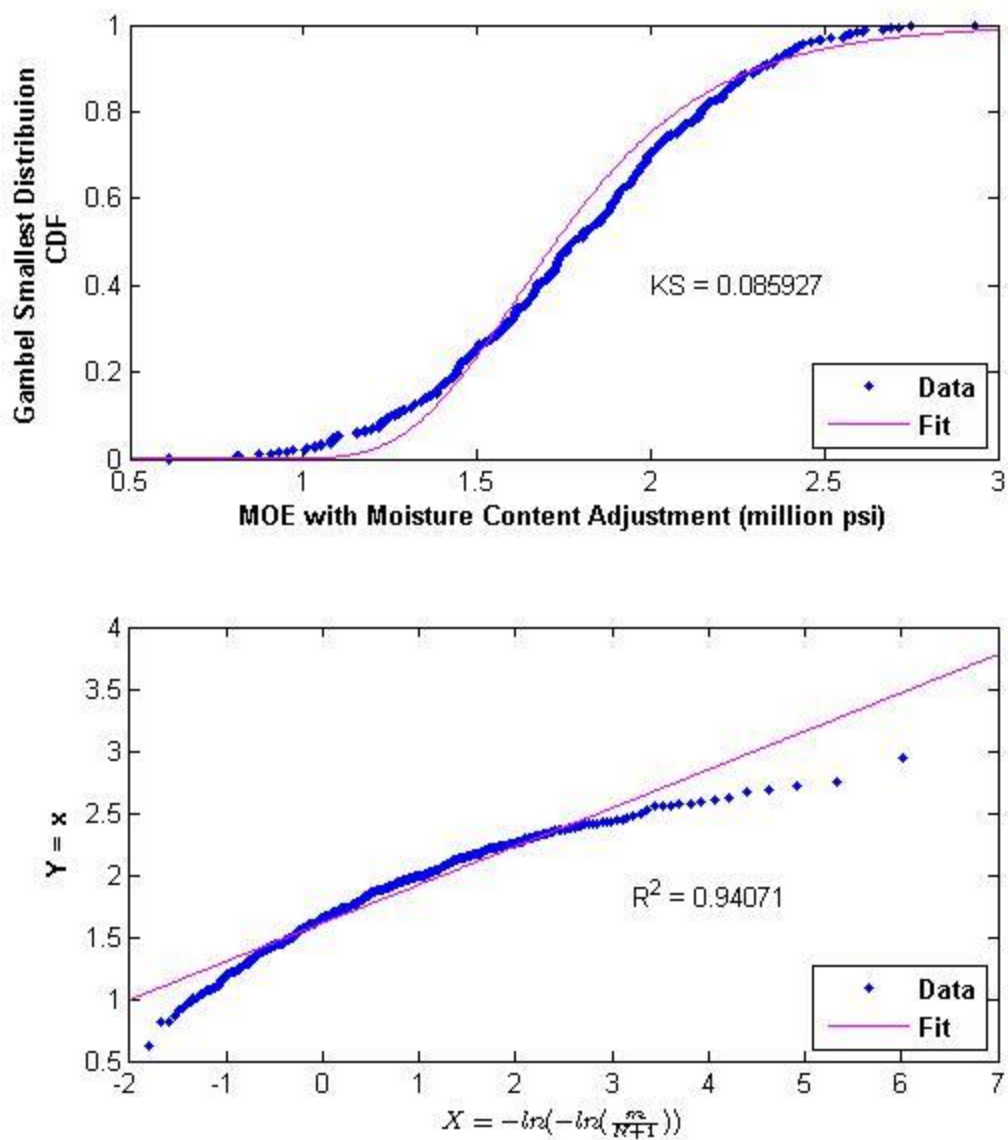 Gambel Smallest Distribuion
CDF
1
0.8
0.6
0.4
0.2
0
0.5
1
1.5
2
2.5
3
KS = 0.085927
Data
Fit
MOE with Moisture Content Adjustment (million psi)
Y = x
4
3.5
3
2.5
2
1.5
1
0.5
-2
-1
0
1
2
3
4
5
6
7
R² = 0.94071
Data
Fit
X = −ln(−ln(m/N+1))